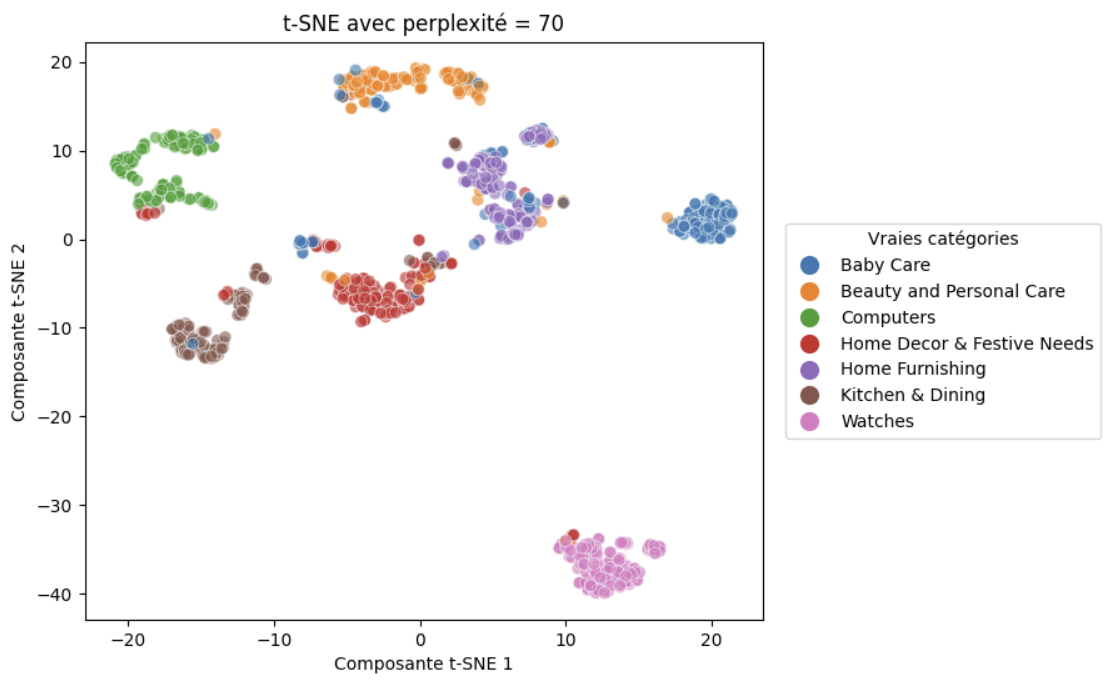 t-SNE avec perplexité = 70
20
10
0
−10
−20
−30
−40
Composante t-SNE 2
−20
−10
0
10
20
Composante t-SNE 1
Vraies catégories
Baby Care
Beauty and Personal Care
Computers
Home Decor & Festive Needs
Home Furnishing
Kitchen & Dining
Watches